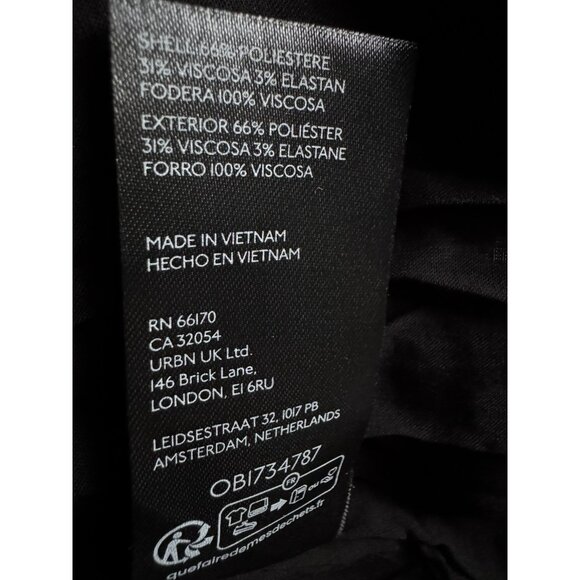 SHELL 66% POLIESTERE
31% VISCOSA 3% ELASTAN
FODERA 100% VISCOSA
EXTERIOR 66% POLIÉSTER
31% VISCOSA 3% ELASTANE
FORRO 100% VISCOSA
MADE IN VIETNAM
HECHO EN VIETNAM
RN 66170
CA 32054
URBN UK Ltd.
146 Brick Lane,
LONDON, E1 6RU
LEIDSESTRAAT 32, 1017 PB
AMSTERDAM, NETHERLANDS
OB1734787
FR
ou
quefairedemesdechets.fr